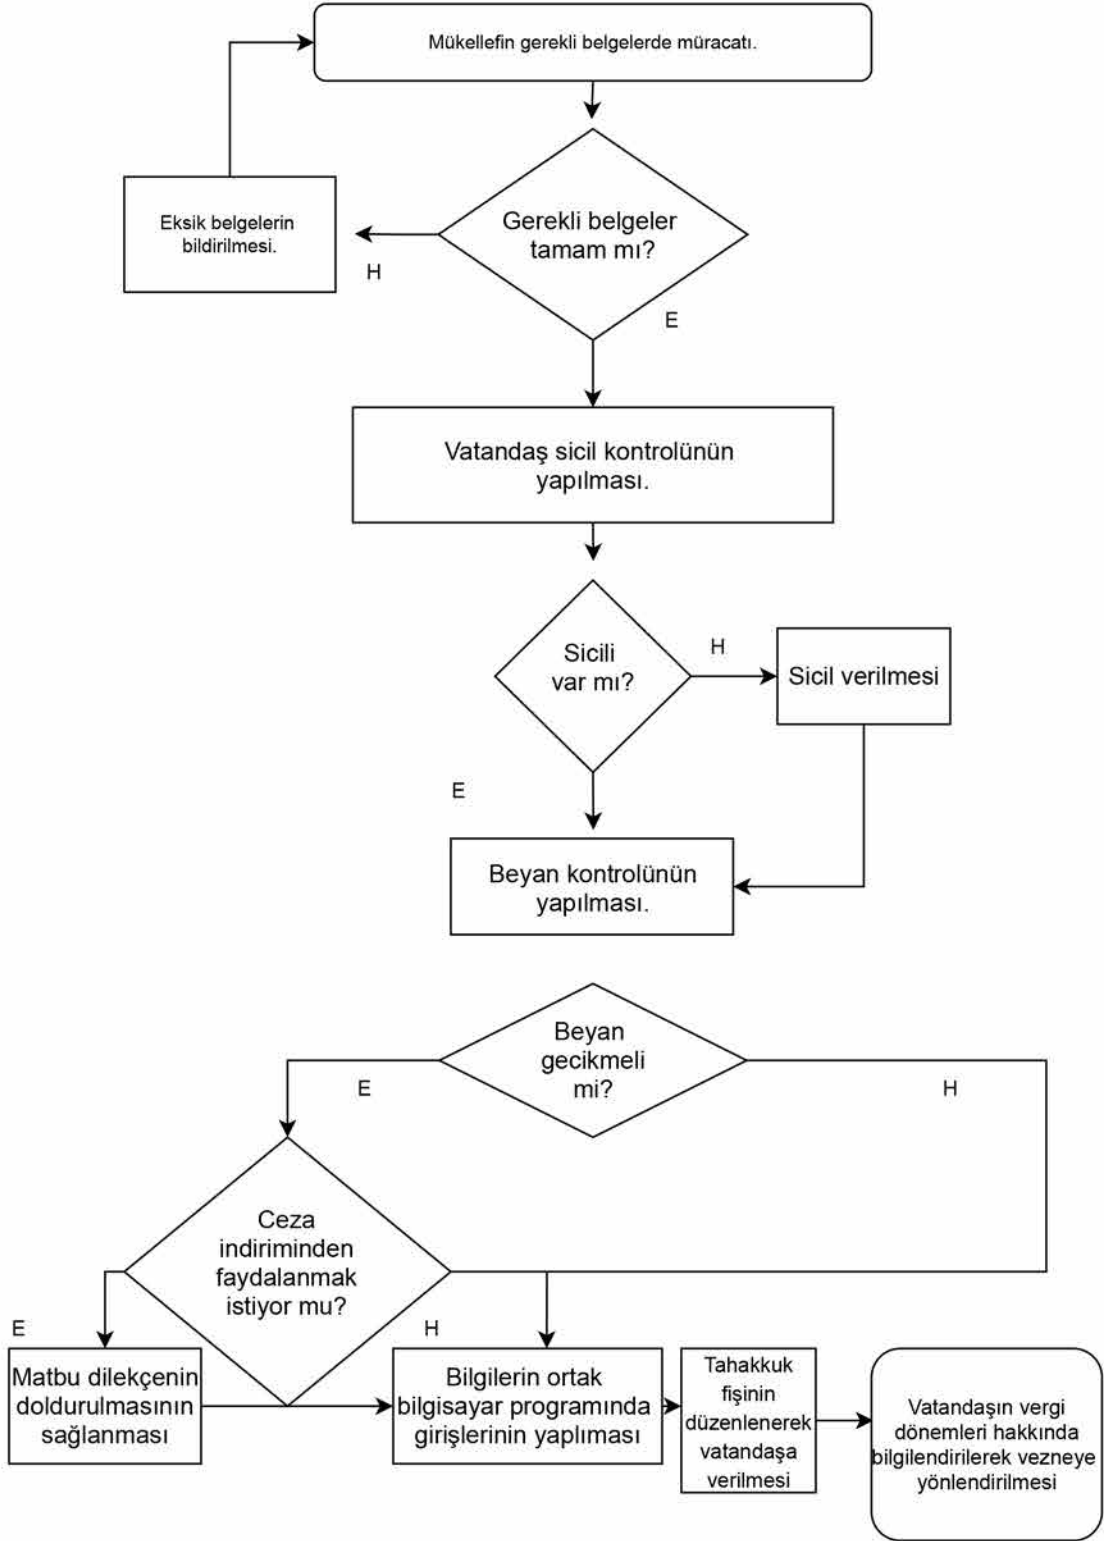 Mükellefin gerekli belgelerde müracatı.
Gerekli belgeler
tamam mı?
H
Eksik belgelerin
bildirilmesi.
E
Vatandaş sicil kontrolünün
yapılması.
Sicili
var mı?
H
Sicil verilmesi
E
Beyan kontrolünün
yapılması.
Beyan
gecikmeli
mi?
E
H
Ceza
indiriminden
faydalanmak
istiyor mu?
E
H
Matbu dilekçenin
doldurulmasının
sağlanması
Bilgilerin ortak
bilgisayar programında
girişlerinin yaplıması
Tahakkuk
fişinin
düzenlenerek
vatandaşa
verilmesi
Vatandaşın vergi
dönemleri hakkında
bilgilendirilerek vezneye
yönlendirilmesi